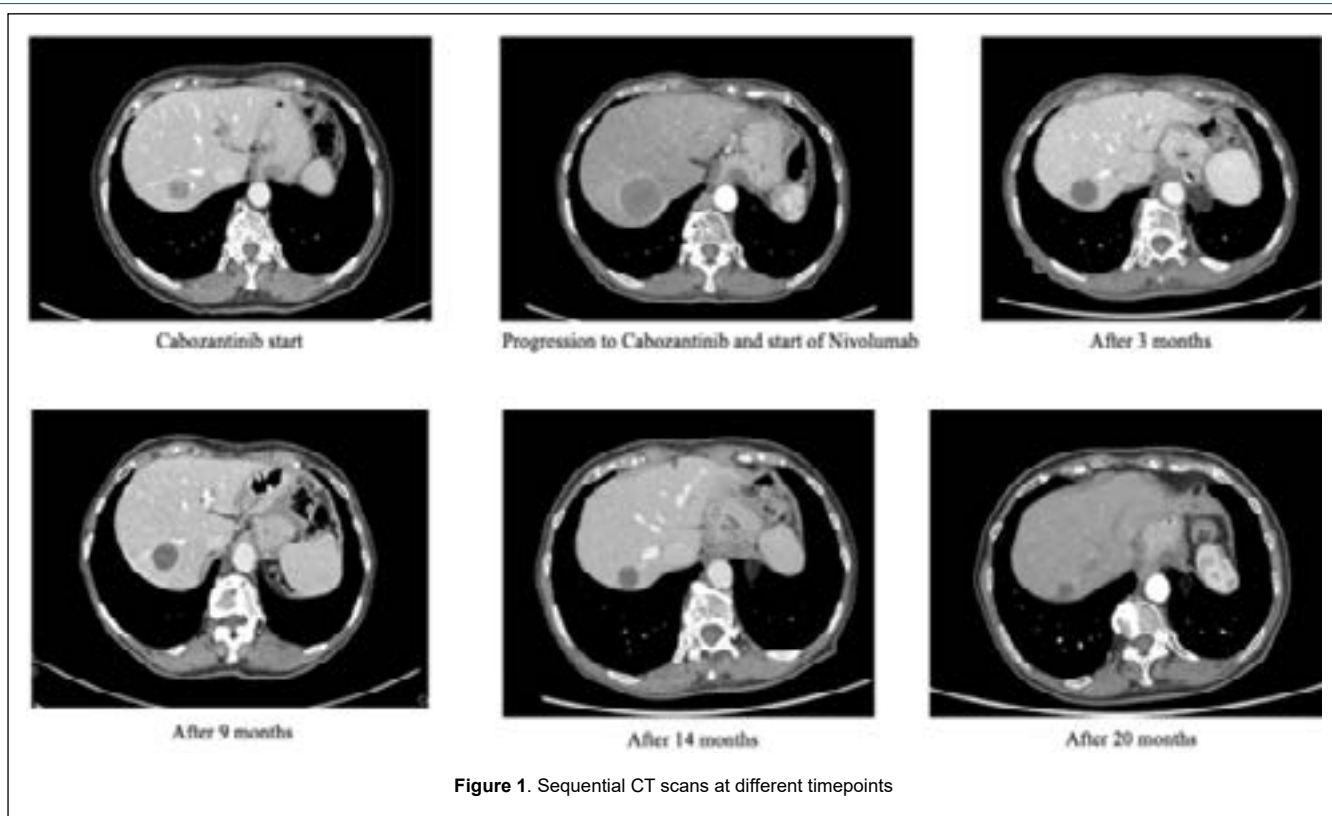 Cabozantinib start
Progression to Cabozantinib and start of Nivolumab
After 3 months
After 9 months
After 14 months
After 20 months
Figure 1. Sequential CT scans at different timepoints